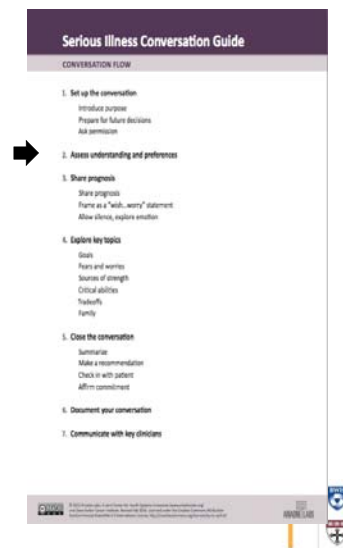 Serious Illness Conversation Guide
CONVERSATION FLOW
1. Set up the conversation
Introduce purpose
Prepare for future decisions
Ask permission
2. Assess understanding and preferences
3. Share prognosis
Share prognosis
Frame as a "wish...worry" statement
Allow silence, explore emotion
4. Explore key topics
Goals
Fears and worries
Sources of strength
Critical abilities
Tradeoffs
Family
5. Close the conversation
Summarize
Make a recommendation
Check in with patient
Affirm commitment
6. Document your conversation
7. Communicate with key clinicians
ARIADNE LABS